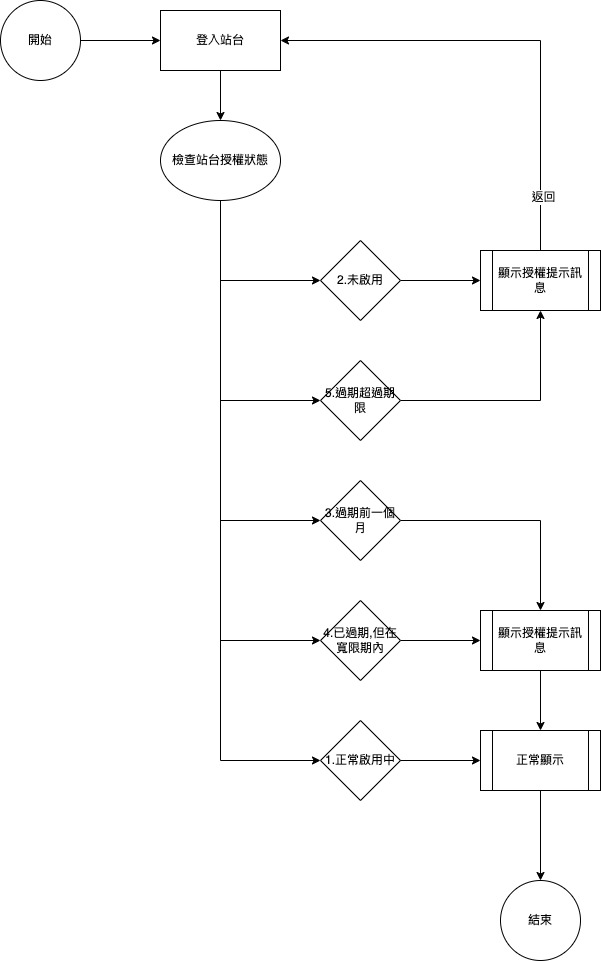 開始
登入站台
檢查站台授權狀態
返回
2.未啟用
顯示授權提示訊
息
5.過期超過期
限
3.過期前一個
月
4.已過期,但在
寬限期內
顯示授權提示訊
息
1.正常啟用中
正常顯示
結束